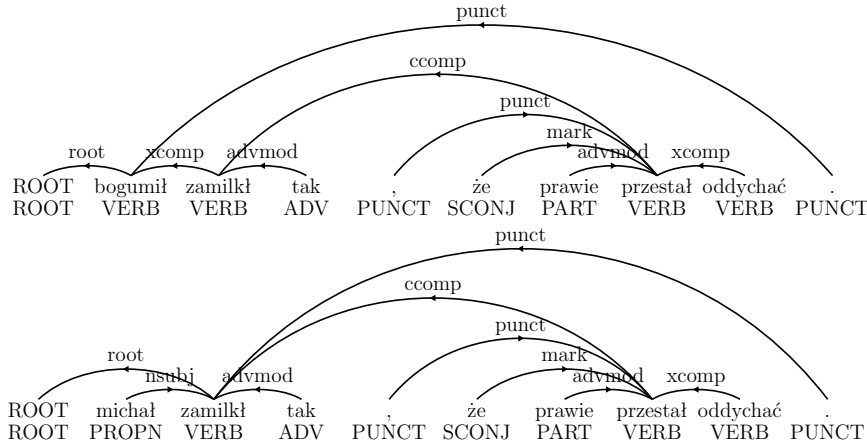 punct
ccomp
punct
mark
root xcomp advmod advmod xcomp
ROOT bogumił zamilkł tak , że prawie przestał oddychać .
ROOT VERB VERB ADV PUNCT SCONJ PART VERB VERB PUNCT
punct
ccomp
punct
root mark
nsubj advmod advmod xcomp
ROOT michał zamilkł tak , że prawie przestał oddychać .
ROOT PROPN VERB ADV PUNCT SCONJ PART VERB VERB PUNCT